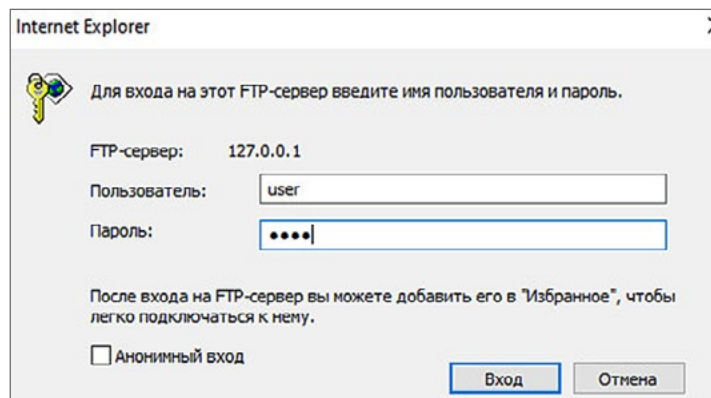 Internet Explorer
Для входа на этот FTP-сервер введите имя пользователя и пароль.
FTP-сервер: 127.0.0.1
Пользователь: user
Пароль: ••••
После входа на FTP-сервер вы можете добавить его в "Избранное", чтобы
легко подключаться к нему.
Анонимный вход
Вход Отмена